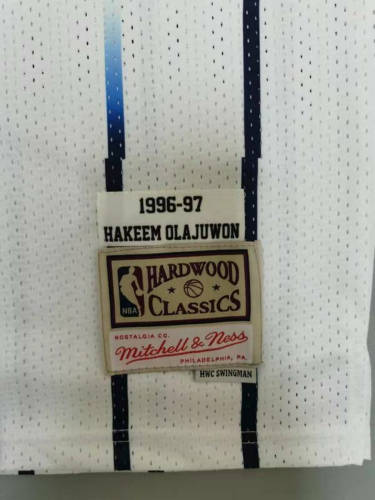 1996-97
HAKEEM OLAJUWON
NBA
HARDWOOD
CLASSICS
NOSTALGIA CO.
Mitchell & Ness
PHILADELPHIA, PA.
HWC SWINGMAN